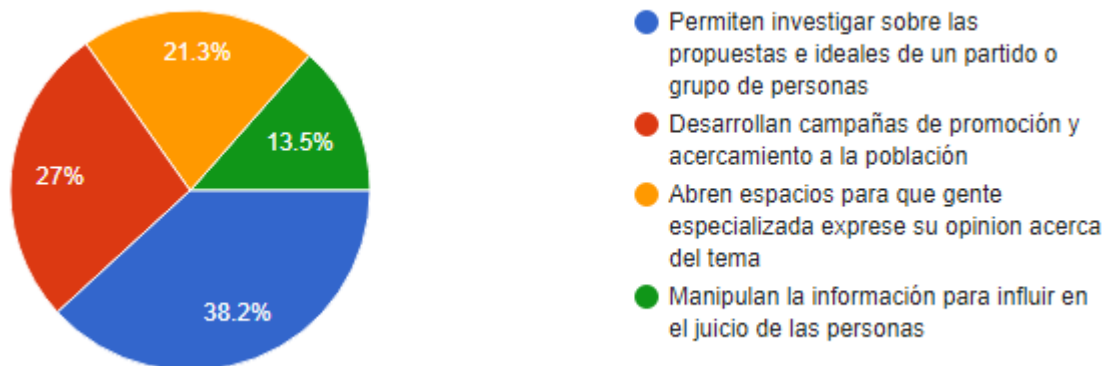 21.3%
13.5%
27%
38.2%
Permiten investigar sobre las
propuestas e ideales de un partido o
grupo de personas
Desarrollan campañas de promoción y
acercamiento a la población
Abren espacios para que gente
especializada exprese su opinion acerca
del tema
Manipulan la información para influir en
el juicio de las personas